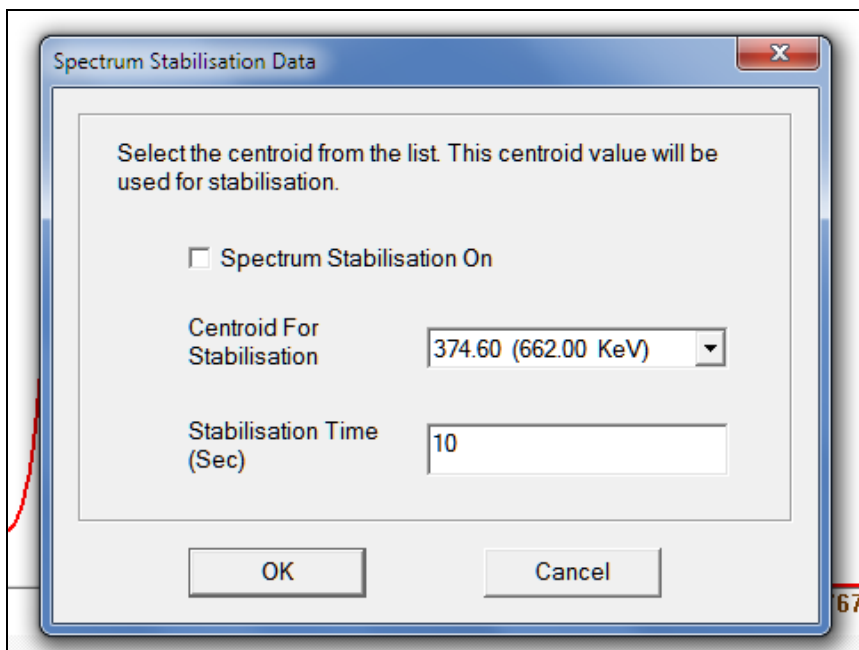 Spectrum Stabilisation Data
Select the centroid from the list. This centroid value will be
used for stabilisation.
Spectrum Stabilisation On
Centroid For
Stabilisation
374.60 (662.00 KeV)
Stabilisation Time
(Sec)
10
OK
Cancel